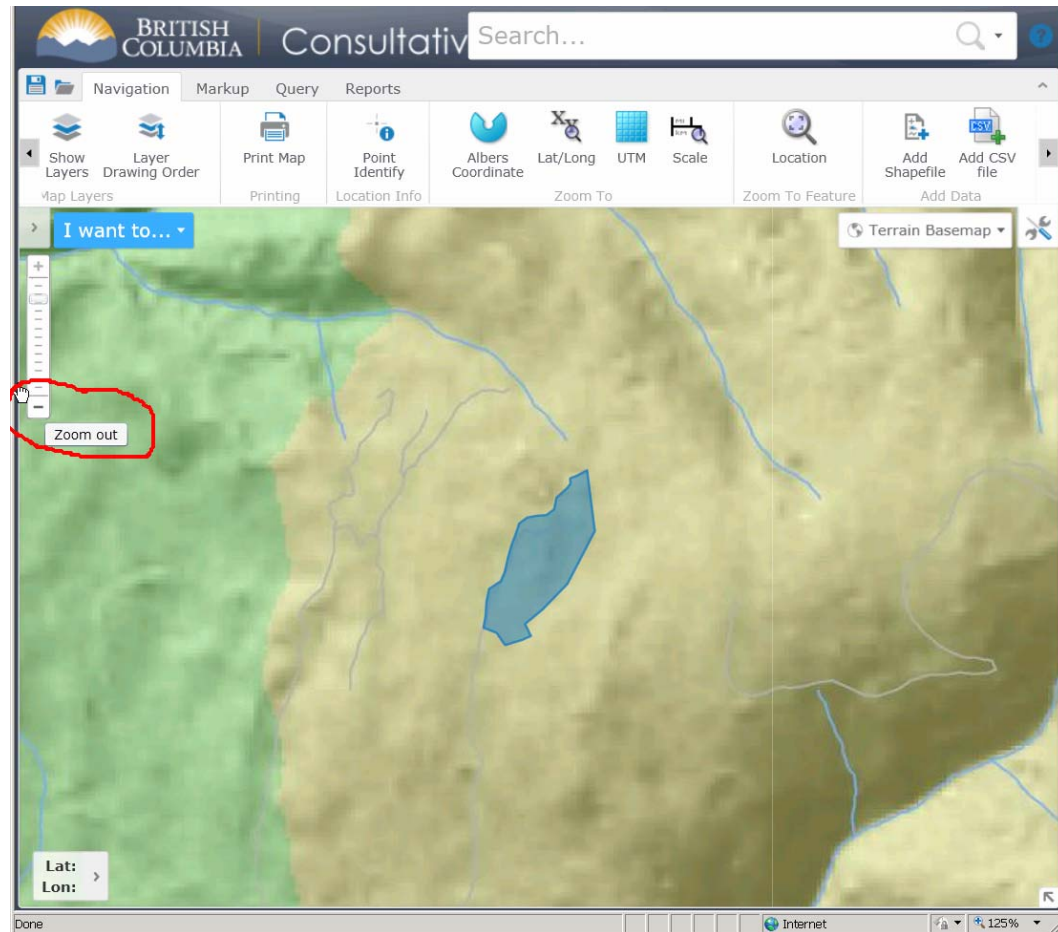 BRITISH
COLUMBIA
Consultativ
Search...
?
Navigation Markup Query Reports
Show
Layers
Layer
Drawing Order
Print Map
Point
Identify
Albers
Coordinate
Lat/Long
UTM
Scale
Location
Add
Shapefile
CSV
Add CSV
file
Map Layers Printing Location Info Zoom To Zoom To Feature Add Data
I want to...
Terrain Basemap
+
−
Zoom out
Lat:
Lon:
Done Internet 125%